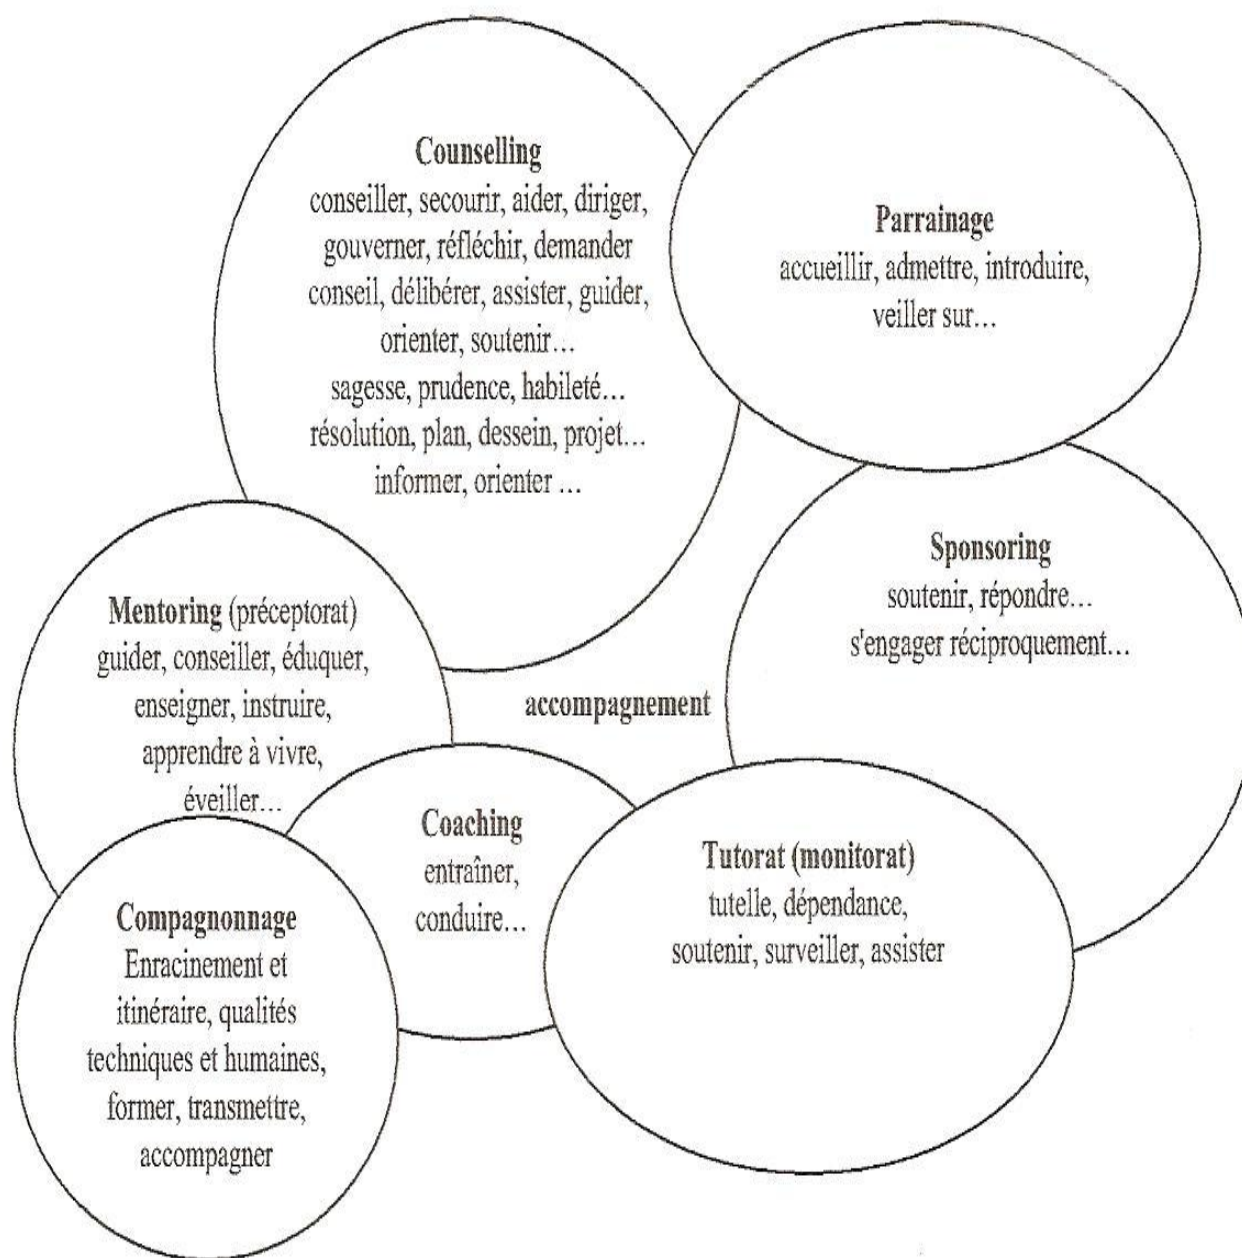 Counselling
conseiller, secourir, aider, diriger,
gouverner, réfléchir, demander
conseil, délibérer, assister, guider,
orienter, soutenir…
sagesse, prudence, habileté…
résolution, plan, dessein, projet…
informer, orienter …
Parrainage
accueillir, admettre, introduire,
veiller sur…
Sponsoring
soutenir, répondre…
s'engager réciproquement…
Mentoring (préceptorat)
guider, conseiller, éduquer,
enseigner, instruire,
apprendre à vivre,
éveiller…
accompagnement
Coaching
entraîner,
conduire…
Tutorat (monitorat)
tutelle, dépendance,
soutenir, surveiller, assister
Compagnonnage
Enracinement et
itinéraire, qualités
techniques et humaines,
former, transmettre,
accompagner